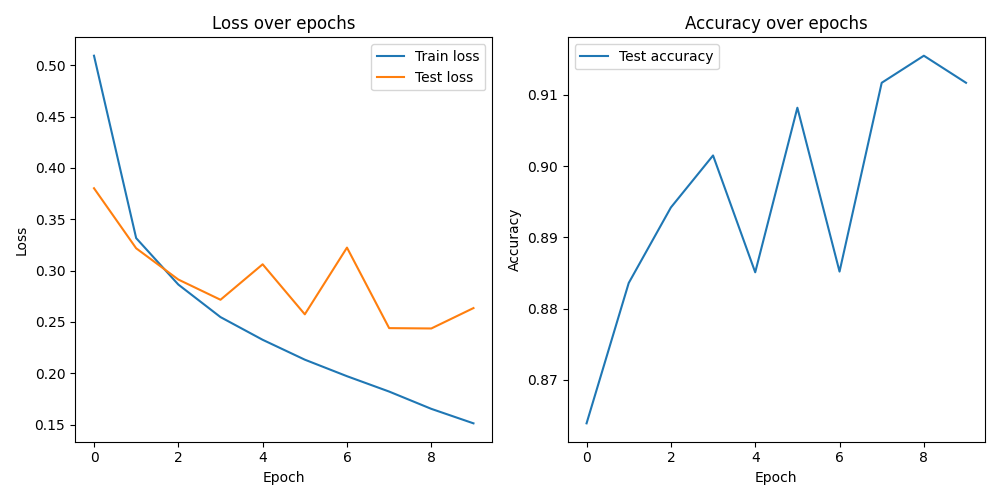 Loss over epochs
Train loss
Test loss
0.50
0.45
0.40
0.35
0.30
0.25
0.20
0.15
Loss
0 2 4 6 8
Epoch
Accuracy over epochs
Test accuracy
0.91
0.90
0.89
0.88
0.87
Accuracy
0 2 4 6 8
Epoch